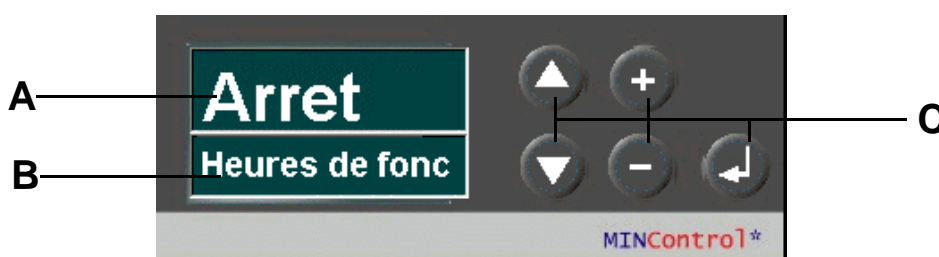 A
Arret
B
Heures de fonc
+
-
C
MINControl*